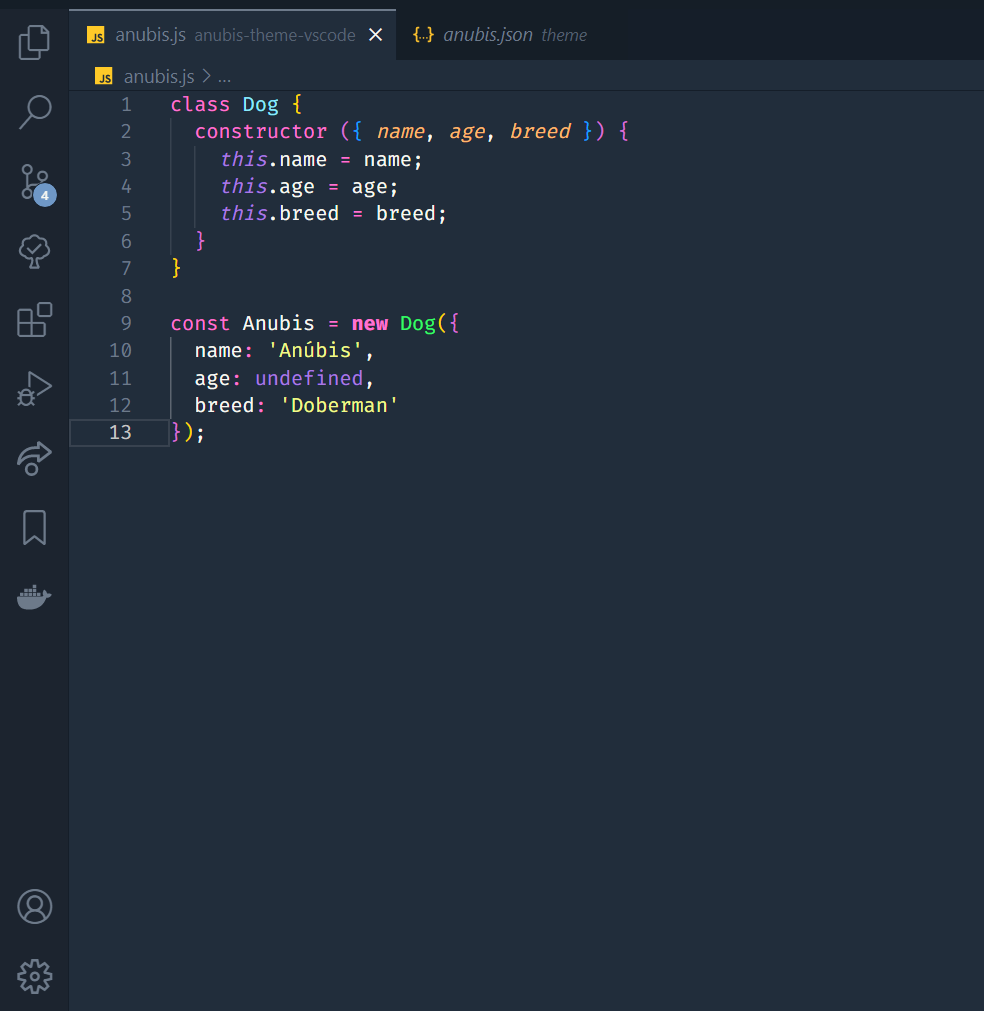 JS anubis.js anubis-theme-vscode
{..} anubis.json theme
JS anubis.js > ...
1 class Dog {
2   constructor ({ name, age, breed }) {
3     this.name = name;
4     this.age = age;
5     this.breed = breed;
6   }
7 }
8
9 const Anubis = new Dog({
10   name: 'Anúbis',
11   age: undefined,
12   breed: 'Doberman'
13 });
4